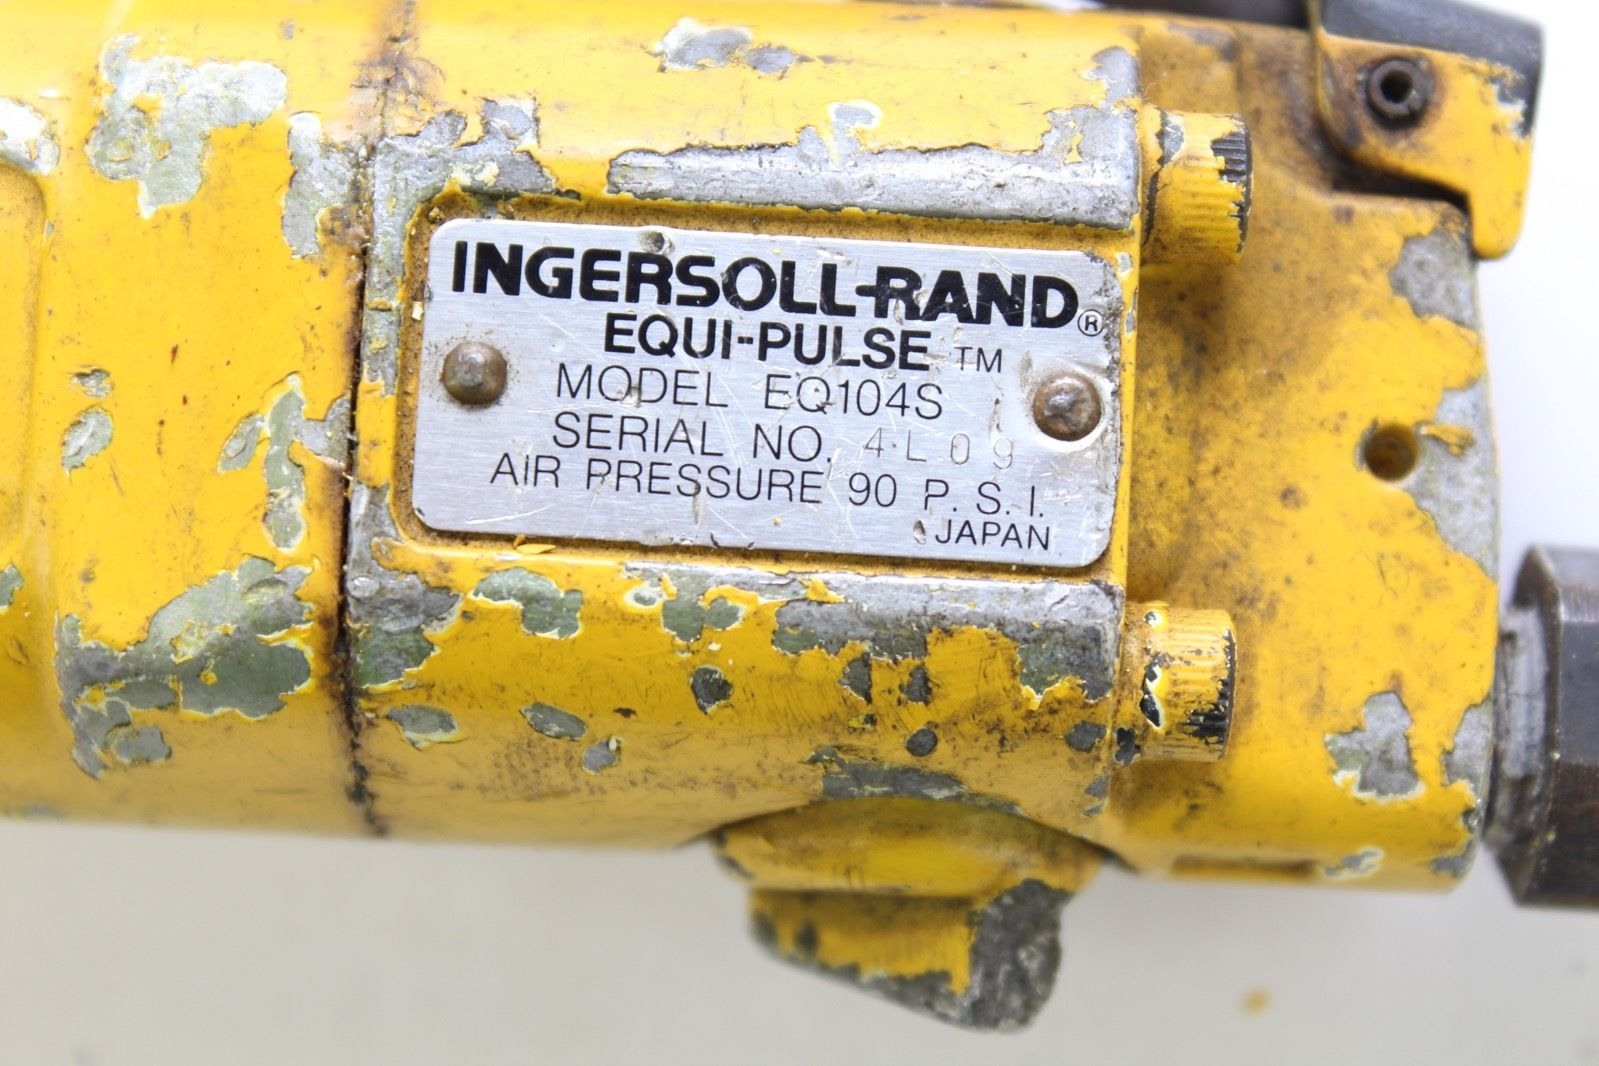 INGERSOLL-RAND®
EQUI-PULSE TM
MODEL EQ104S
SERIAL NO. 4L09
AIR PRESSURE 90 P.S.I.
JAPAN